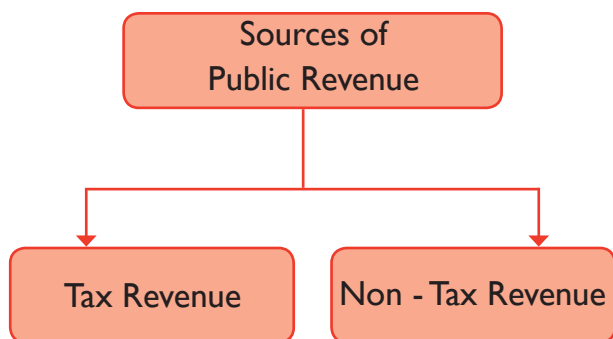 Sources of
Public Revenue
Tax Revenue
Non - Tax Revenue